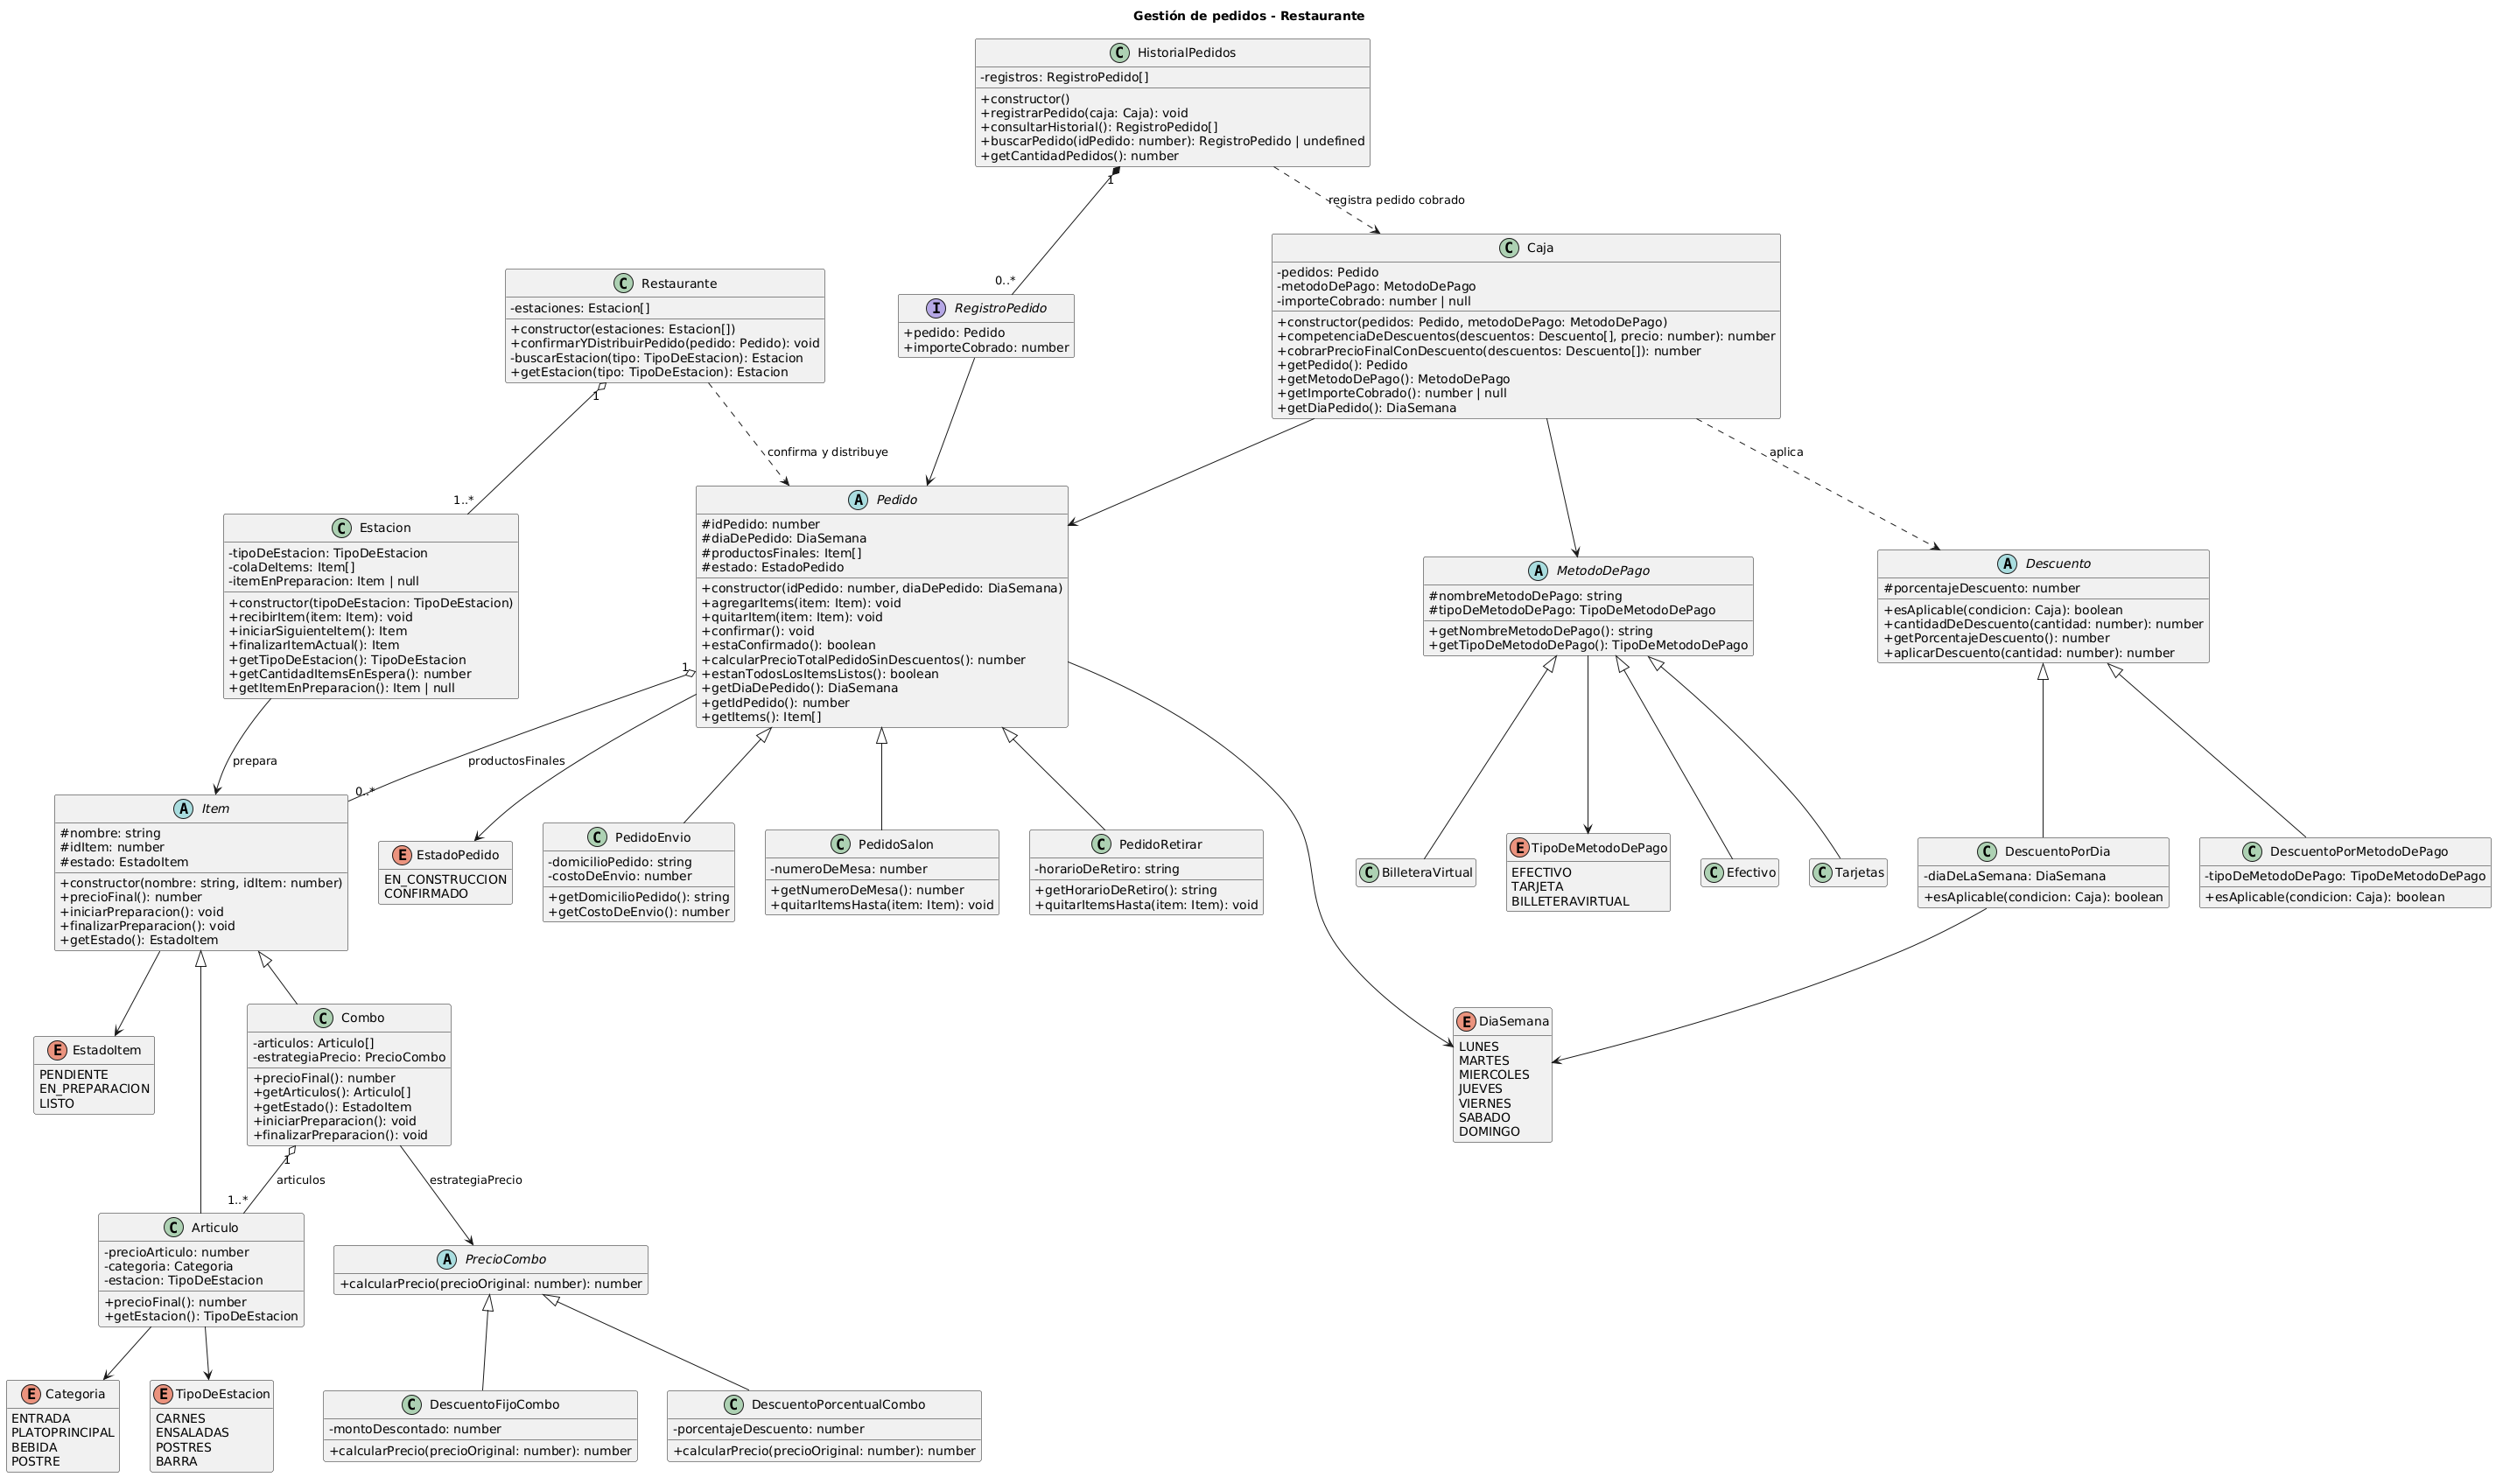 Gestión de pedidos - Restaurante
C HistorialPedidos
-registros: RegistroPedido[]
+constructor()
+registrarPedido(caja: Caja): void
+consultarHistorial(): RegistroPedido[]
+buscarPedido(idPedido: number): RegistroPedido | undefined
+getCantidadPedidos(): number
1
registra pedido cobrado
0..*
C Caja
-pedidos: Pedido
-metodoDePago: MetodoDePago
-importeCobrado: number | null
+constructor(pedidos: Pedido, metodoDePago: MetodoDePago)
+competenciaDeDescuentos(descuentos: Descuento[], precio: number): number
+cobrarPrecioFinalConDescuento(descuentos: Descuento[]): number
+getPedido(): Pedido
+getMetodoDePago(): MetodoDePago
+getImporteCobrado(): number | null
+getDiaPedido(): DiaSemana
C Restaurante
-estaciones: Estacion[]
+constructor(estaciones: Estacion[])
+confirmarYDistribuirPedido(pedido: Pedido): void
-buscarEstacion(tipo: TipoDeEstacion): Estacion
+getEstacion(tipo: TipoDeEstacion): Estacion
I RegistroPedido
+pedido: Pedido
+importeCobrado: number
1
confirma y distribuye
aplica
1..*
C Estacion
-tipoDeEstacion: TipoDeEstacion
-colaDeItems: Item[]
-itemEnPreparacion: Item | null
+constructor(tipoDeEstacion: TipoDeEstacion)
+recibirItem(item: Item): void
+iniciarSiguienteItem(): Item
+finalizarItemActual(): Item
+getTipoDeEstacion(): TipoDeEstacion
+getCantidadItemsEnEspera(): number
+getItemEnPreparacion(): Item | null
A Pedido
#idPedido: number
#diaDePedido: DiaSemana
#productosFinales: Item[]
#estado: EstadoPedido
+constructor(idPedido: number, diaDePedido: DiaSemana)
+agregarItems(item: Item): void
+quitarItem(item: Item): void
+confirmar(): void
+estaConfirmado(): boolean
+calcularPrecioTotalPedidoSinDescuentos(): number
+estanTodosLosItemsListos(): boolean
+getDiaDePedido(): DiaSemana
+getIdPedido(): number
+getItems(): Item[]
A MetodoDePago
#nombreMetodoDePago: string
#tipoDeMetodoDePago: TipoDeMetodoDePago
+getNombreMetodoDePago(): string
+getTipoDeMetodoDePago(): TipoDeMetodoDePago
A Descuento
#porcentajeDescuento: number
+esAplicable(condicion: Caja): boolean
+cantidadDeDescuento(cantidad: number): number
+getPorcentajeDescuento(): number
+aplicarDescuento(cantidad: number): number
1
prepara
productosFinales
0..*
A Item
#nombre: string
#idItem: number
#estado: EstadoItem
+constructor(nombre: string, idItem: number)
+precioFinal(): number
+iniciarPreparacion(): void
+finalizarPreparacion(): void
+getEstado(): EstadoItem
E EstadoPedido
EN_CONSTRUCCION
CONFIRMADO
C PedidoEnvio
-domicilioPedido: string
-costoDeEnvio: number
+getDomicilioPedido(): string
+getCostoDeEnvio(): number
C PedidoSalon
-numeroDeMesa: number
+getNumeroDeMesa(): number
+quitarItemsHasta(item: Item): void
C PedidoRetirar
-horarioDeRetiro: string
+getHorarioDeRetiro(): string
+quitarItemsHasta(item: Item): void
C BilleteraVirtual
E TipoDeMetodoDePago
EFECTIVO
TARJETA
BILLETERAVIRTUAL
C Efectivo
C Tarjetas
C DescuentoPorDia
-diaDeLaSemana: DiaSemana
+esAplicable(condicion: Caja): boolean
C DescuentoPorMetodoDePago
-tipoDeMetodoDePago: TipoDeMetodoDePago
+esAplicable(condicion: Caja): boolean
E EstadoItem
PENDIENTE
EN_PREPARACION
LISTO
C Combo
-articulos: Articulo[]
-estrategiaPrecio: PrecioCombo
+precioFinal(): number
+getArticulos(): Articulo[]
+getEstado(): EstadoItem
+iniciarPreparacion(): void
+finalizarPreparacion(): void
E DiaSemana
LUNES
MARTES
MIERCOLES
JUEVES
VIERNES
SABADO
DOMINGO
1
articulos
estrategiaPrecio
1..*
C Articulo
-precioArticulo: number
-categoria: Categoria
-estacion: TipoDeEstacion
+precioFinal(): number
+getEstacion(): TipoDeEstacion
A PrecioCombo
+calcularPrecio(precioOriginal: number): number
E Categoria
ENTRADA
PLATOPRINCIPAL
BEBIDA
POSTRE
E TipoDeEstacion
CARNES
ENSALADAS
POSTRES
BARRA
C DescuentoFijoCombo
-montoDescontado: number
+calcularPrecio(precioOriginal: number): number
C DescuentoPorcentualCombo
-porcentajeDescuento: number
+calcularPrecio(precioOriginal: number): number